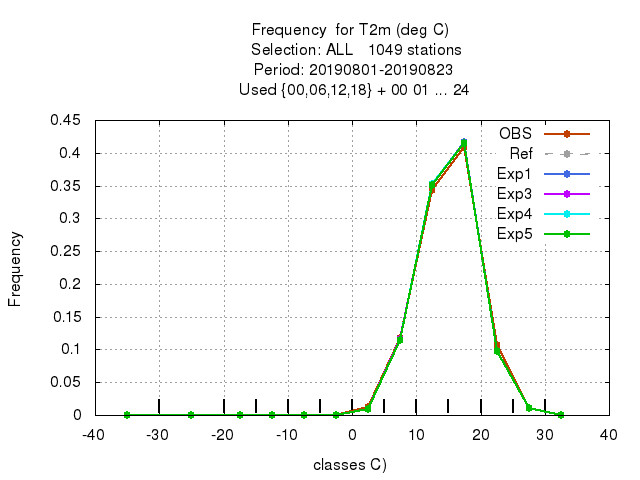 Frequency  for T2m (deg C)
Selection: ALL   1049 stations
Period: 20190801-20190823
Used {00,06,12,18} + 00 01 ... 24
0.45
0.4
0.35
0.3
0.25
0.2
0.15
0.1
0.05
0
Frequency
OBS
Ref
Exp1
Exp3
Exp4
Exp5
-40 -30 -20 -10 0 10 20 30 40
classes C)